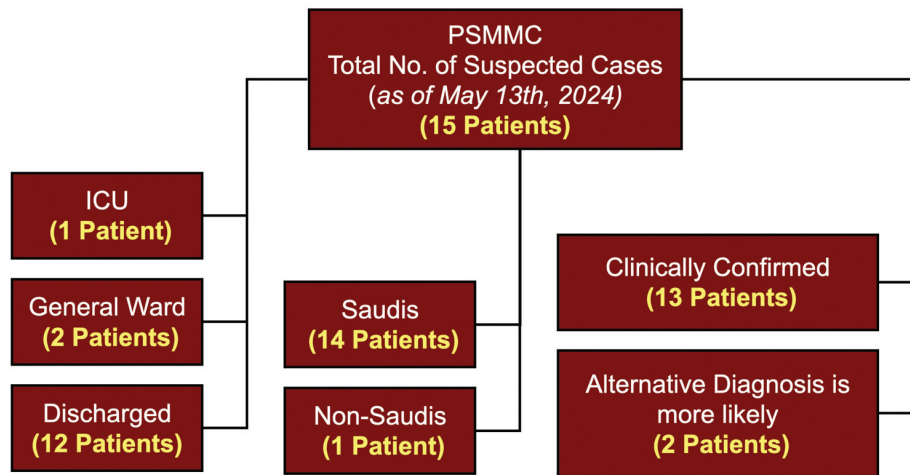 PSMMC
Total No. of Suspected Cases
(as of May 13th, 2024)
(15 Patients)
ICU
(1 Patient)
General Ward
(2 Patients)
Discharged
(12 Patients)
Saudis
(14 Patients)
Non-Saudis
(1 Patient)
Clinically Confirmed
(13 Patients)
Alternative Diagnosis is
more likely
(2 Patients)